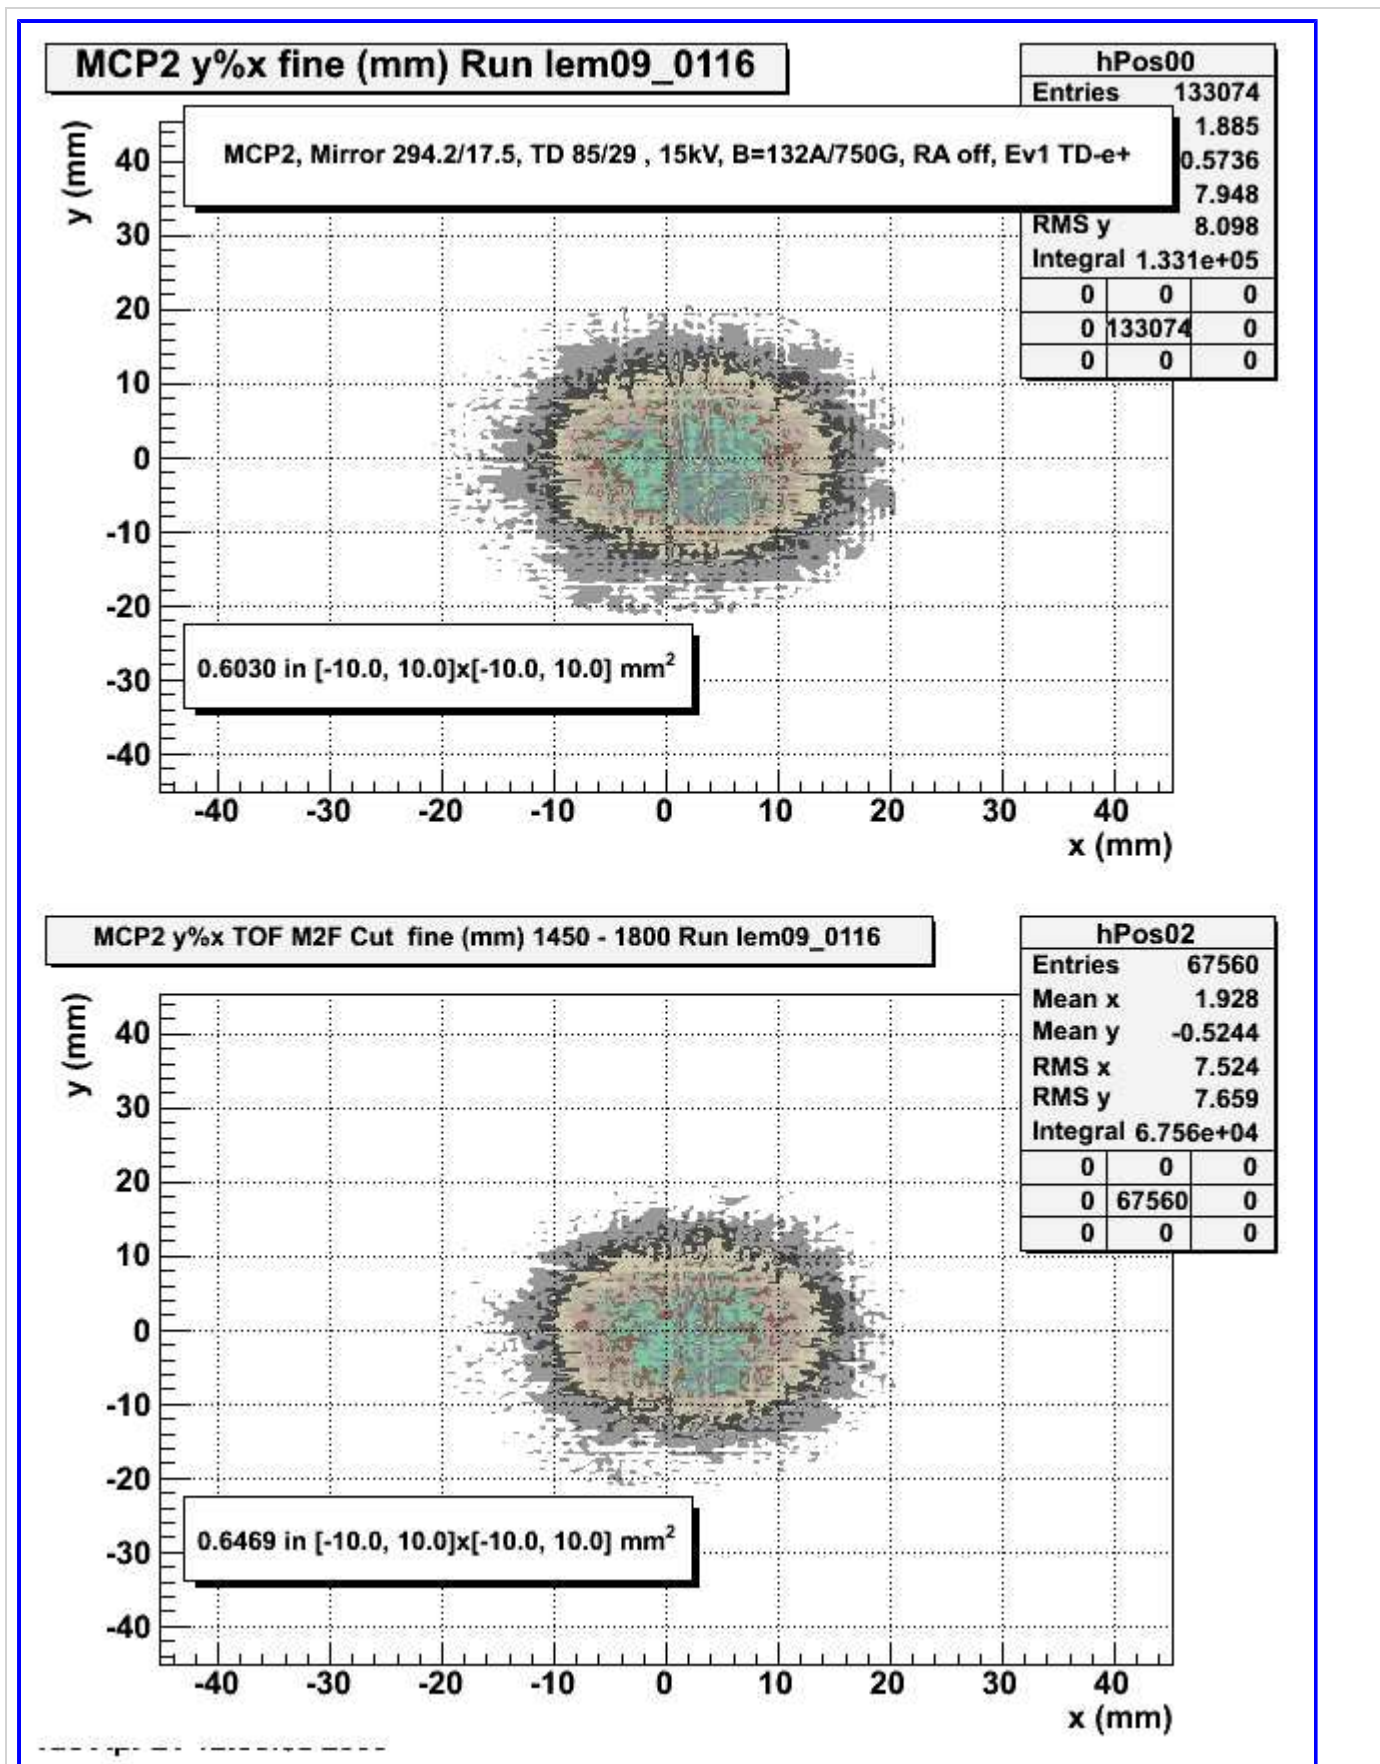 MCP2 y%x fine (mm) Run lem09_0116
hPos00
Entries 133074
1.885
0.5736
7.948
RMS y 8.098
Integral 1.331e+05
0 0 0
0 133074 0
0 0 0
MCP2, Mirror 294.2/17.5, TD 85/29 , 15kV, B=132A/750G, RA off, Ev1 TD-e+
y (mm)
40
30
20
10
0
-10
-20
-30
-40
0.6030 in [-10.0, 10.0]x[-10.0, 10.0] mm²
-40 -30 -20 -10 0 10 20 30 40
x (mm)
MCP2 y%x TOF M2F Cut fine (mm) 1450 - 1800 Run lem09_0116
hPos02
Entries 67560
Mean x 1.928
Mean y -0.5244
RMS x 7.524
RMS y 7.659
Integral 6.756e+04
0 0 0
0 67560 0
0 0 0
y (mm)
40
30
20
10
0
-10
-20
-30
-40
0.6469 in [-10.0, 10.0]x[-10.0, 10.0] mm²
-40 -30 -20 -10 0 10 20 30 40
x (mm)